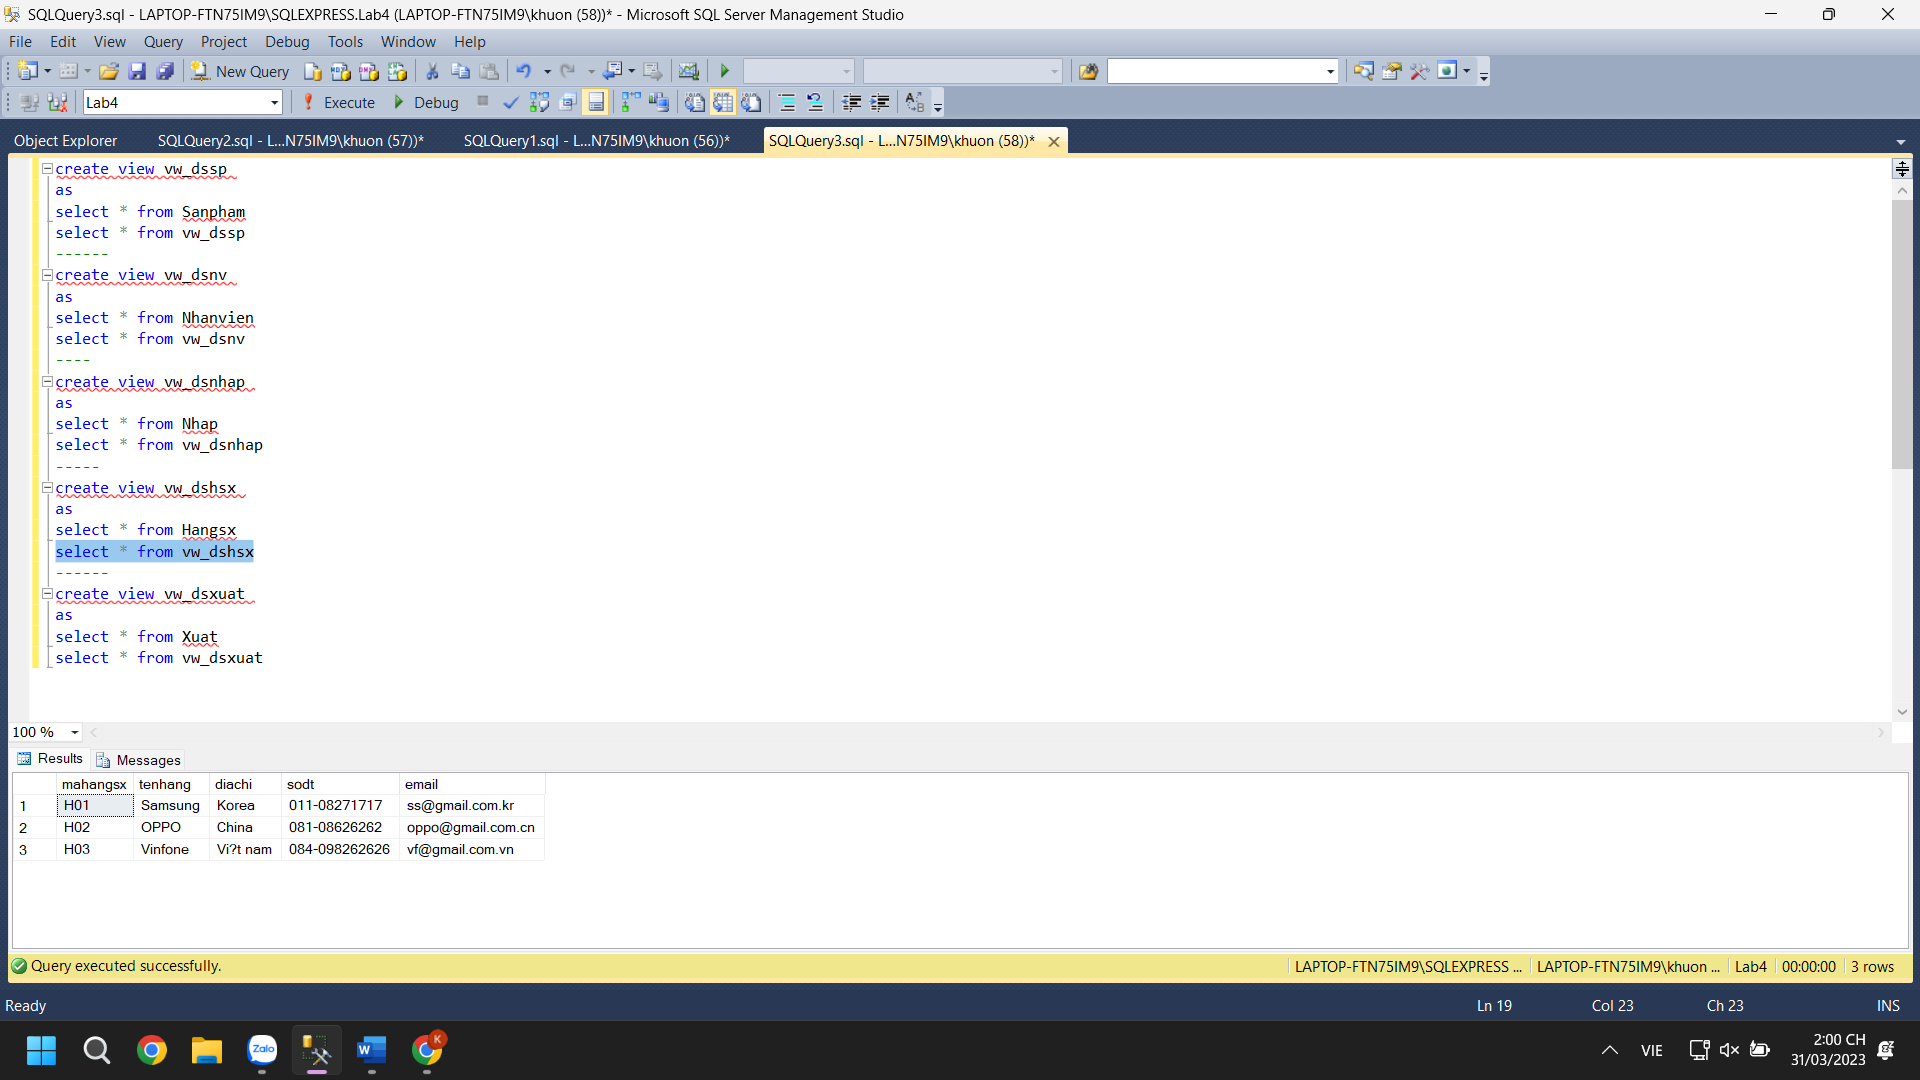 SQLQuery3.sql - LAPTOP-FTN75IM9\SQLEXPRESS.Lab4 (LAPTOP-FTN75IM9\khuon (58))* - Microsoft SQL Server Management Studio
File Edit View Query Project Debug Tools Window Help
New Query
Lab4 Execute Debug
Object Explorer SQLQuery2.sql - L...N75IM9\khuon (57))* SQLQuery1.sql - L...N75IM9\khuon (56))* SQLQuery3.sql - L...N75IM9\khuon (58))*
create view vw_dssp
as
select * from Sanpham
select * from vw_dssp
------
create view vw_dsnv
as
select * from Nhanvien
select * from vw_dsnv
----
create view vw_dsnhap
as
select * from Nhap
select * from vw_dsnhap
-----
create view vw_dshsx
as
select * from Hangsx
select * from vw_dshsx
------
create view vw_dsxuat
as
select * from Xuat
select * from vw_dsxuat
100 %
Results Messages
mahangsx tenhang diachi sodt email
1 H01 Samsung Korea 011-08271717 ss@gmail.com.kr
2 H02 OPPO China 081-08626262 oppo@gmail.com.cn
3 H03 Vinfone Vi?t nam 084-098262626 vf@gmail.com.vn
Query executed successfully. LAPTOP-FTN75IM9\SQLEXPRESS ... LAPTOP-FTN75IM9\khuon ... Lab4 00:00:00 3 rows
Ready Ln 19 Col 23 Ch 23 INS
Zalo W K VIE 2:00 CH
31/03/2023